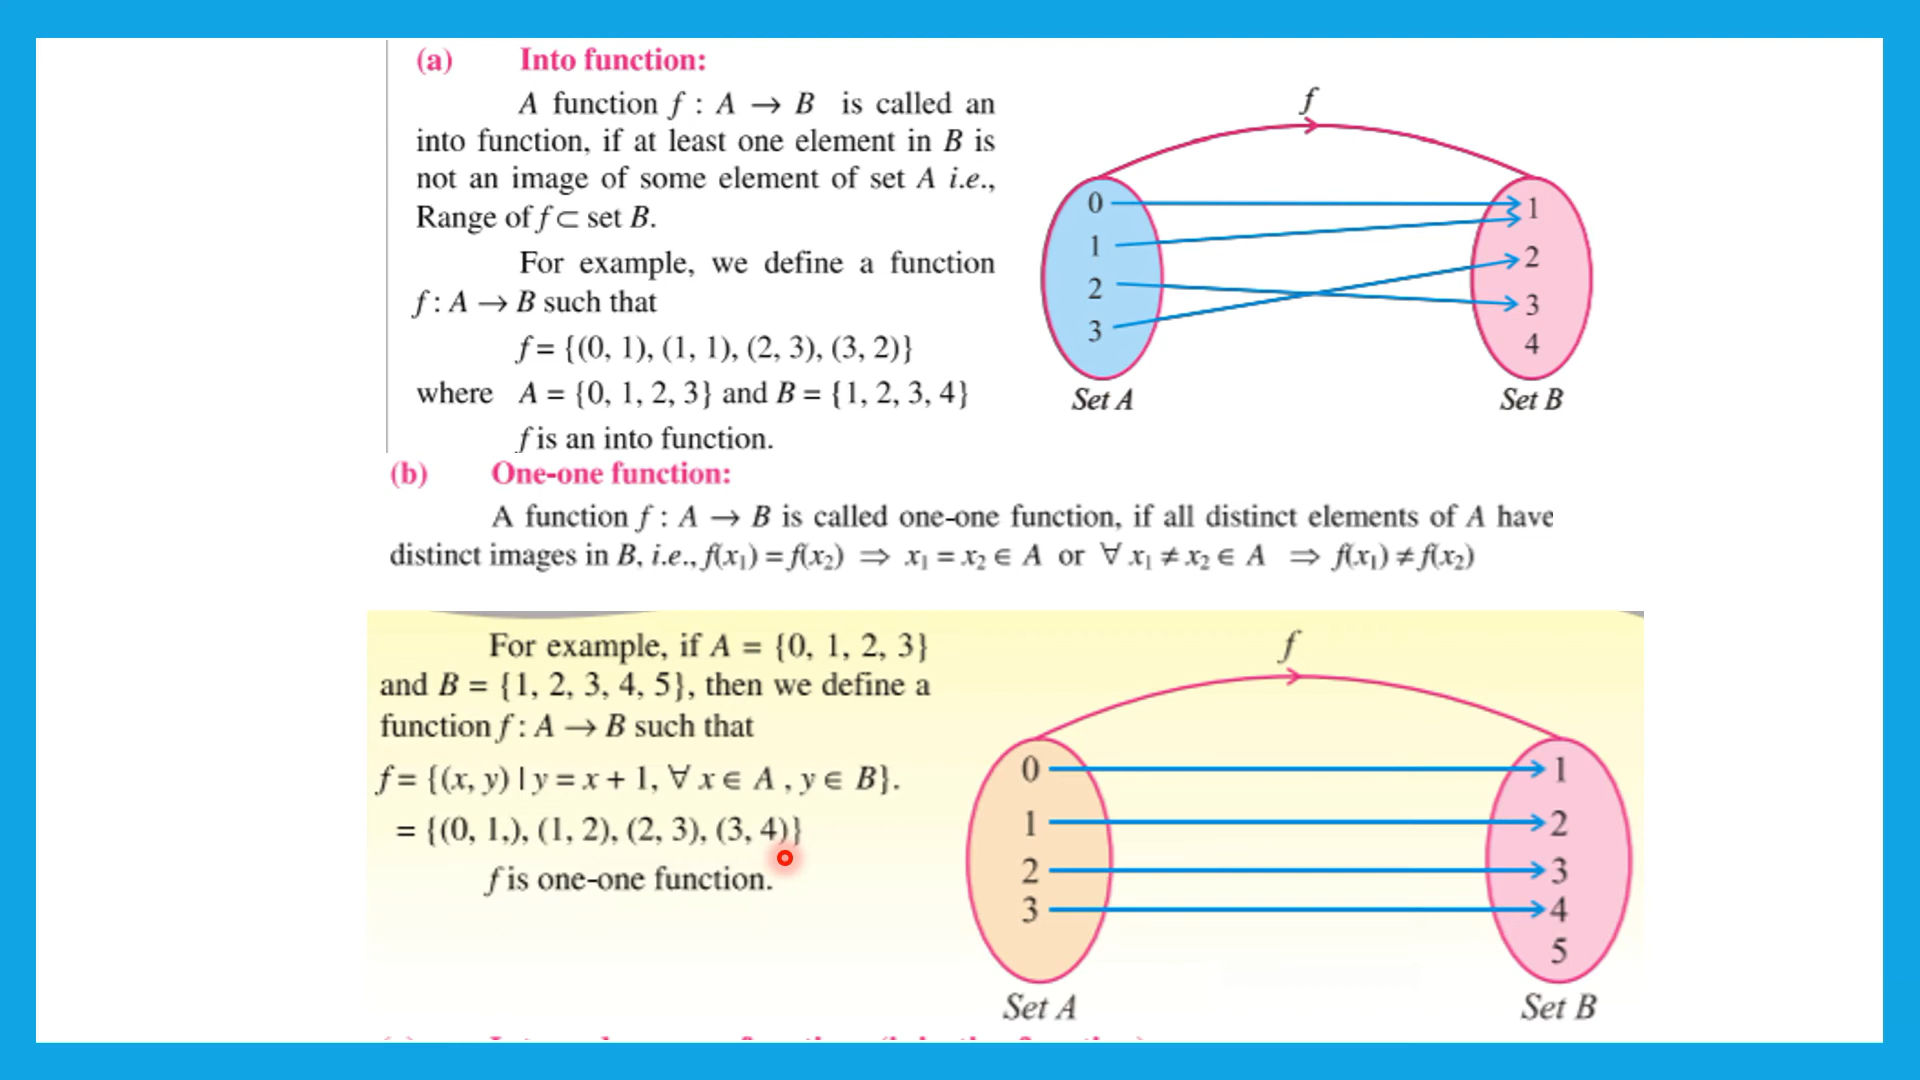 (a) Into function:
A function f : A → B is called an
into function, if at least one element in B is
not an image of some element of set A i.e.,
Range of f ⊂ set B.
For example, we define a function
f : A → B such that
f = {(0, 1), (1, 1), (2, 3), (3, 2)}
where A = {0, 1, 2, 3} and B = {1, 2, 3, 4}
f is an into function.
f
0
1
2
3
1
2
3
4
Set A
Set B
(b) One-one function:
A function f : A → B is called one-one function, if all distinct elements of A have
distinct images in B, i.e., f(x₁) = f(x₂) ⇒ x₁ = x₂ ∈ A or ∀ x₁ ≠ x₂ ∈ A ⇒ f(x₁) ≠ f(x₂)
For example, if A = {0, 1, 2, 3}
and B = {1, 2, 3, 4, 5}, then we define a
function f : A → B such that
f = {(x, y) | y = x + 1, ∀ x ∈ A , y ∈ B}.
= {(0, 1,), (1, 2), (2, 3), (3, 4)}
f is one-one function.
f
0
1
2
3
1
2
3
4
5
Set A
Set B